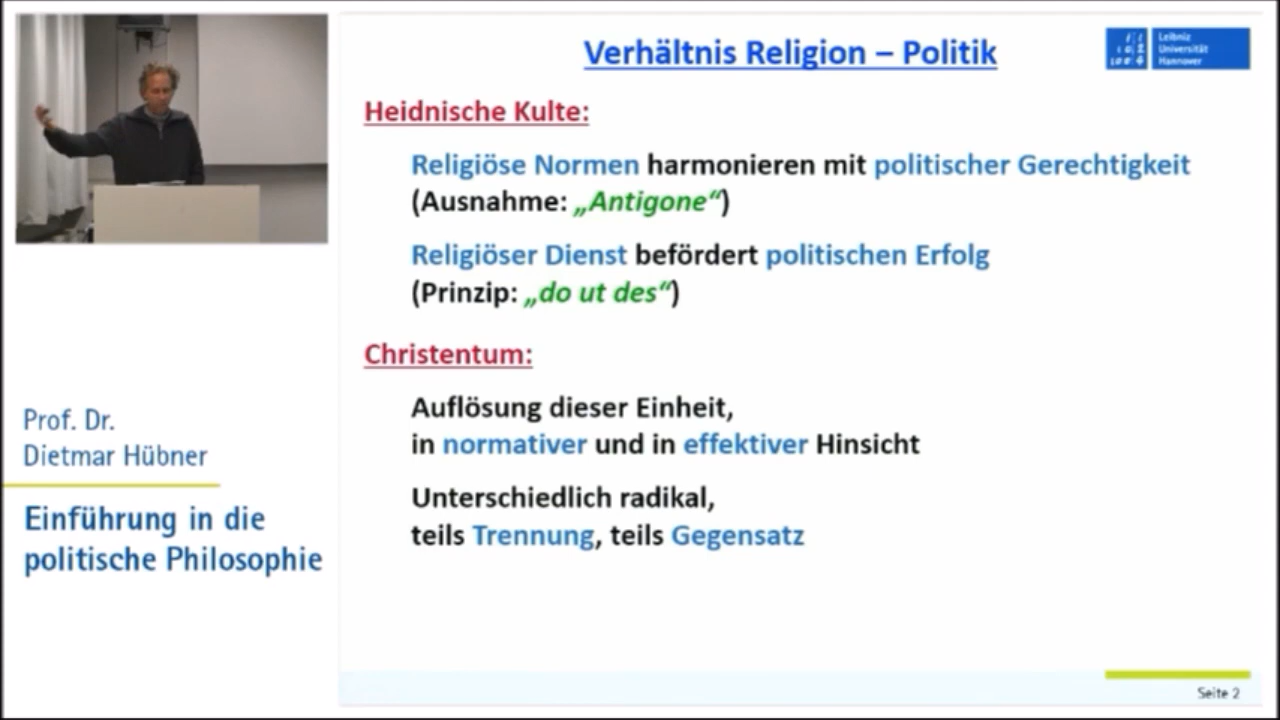 Verhältnis Religion – Politik
Leibniz
Universität
Hannover
Heidnische Kulte:
Religiöse Normen harmonieren mit politischer Gerechtigkeit
(Ausnahme: „Antigone“)
Religiöser Dienst befördert politischen Erfolg
(Prinzip: „do ut des“)
Christentum:
Auflösung dieser Einheit,
in normativer und in effektiver Hinsicht
Unterschiedlich radikal,
teils Trennung, teils Gegensatz
Prof. Dr.
Dietmar Hübner
Einführung in die
politische Philosophie
Seite 2